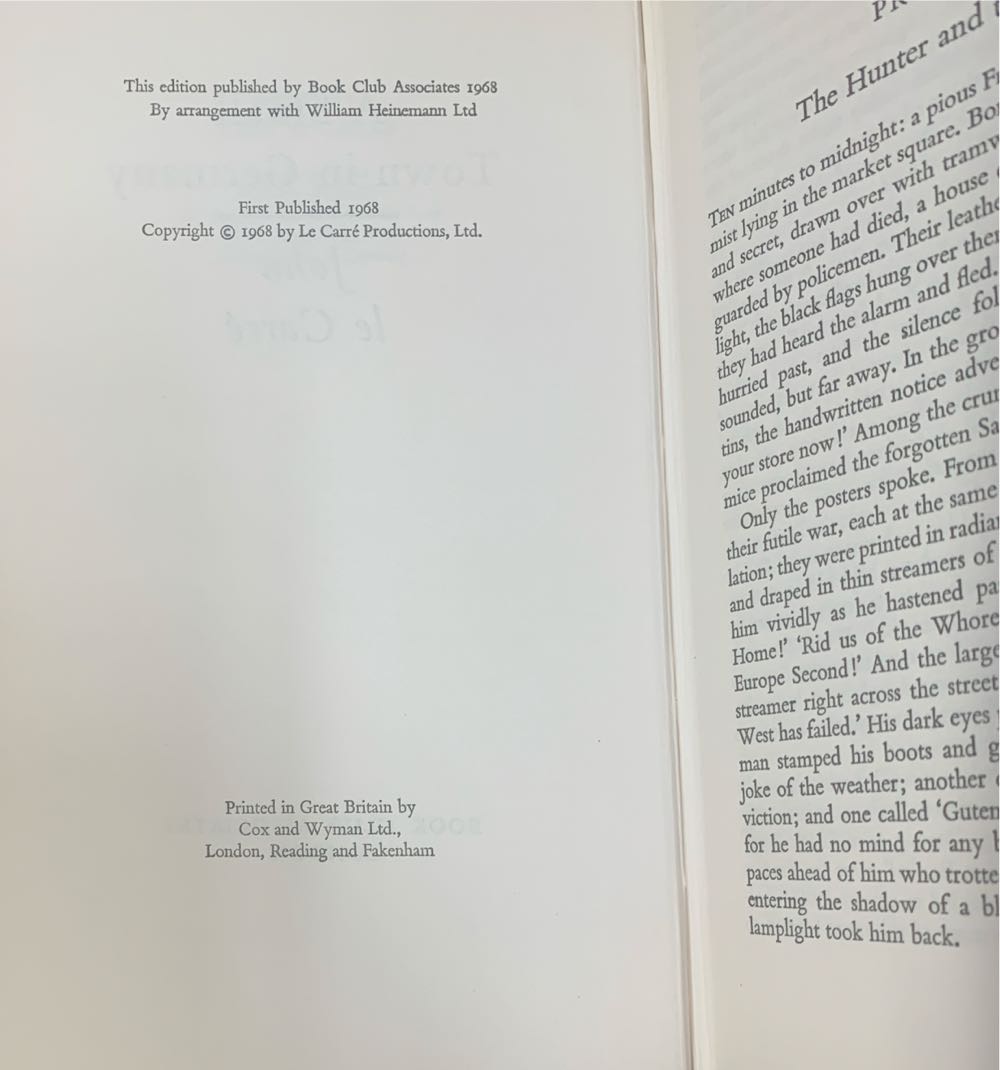 This edition published by Book Club Associates 1968
By arrangement with William Heinemann Ltd
First Published 1968
Copyright © 1968 by Le Carré Productions, Ltd.
Printed in Great Britain by
Cox and Wyman Ltd.,
London, Reading and Fakenham
The Hunter and
TEN minutes to midnight: a pious
mist lying in the market square.
and secret, drawn over with
where someone had died, a house
guarded by policemen. Their
light, the black flags hung over
they had heard the alarm and fled.
hurried past, and the silence
sounded, but far away. In the
tins, the handwritten notice
your store now!’ Among the
mice proclaimed the forgotten
Only the posters spoke. From
their futile war, each at the same
lation; they were printed in
and draped in thin streamers of
him vividly as he hastened
Home!’ ‘Rid us of the Whore
Europe Second!’ And the
streamer right across the street
West has failed.’ His dark eyes
man stamped his boots and
joke of the weather; another
viction; and one called ‘Guten
for he had no mind for any
paces ahead of him who
entering the shadow of a
lamplight took him back.